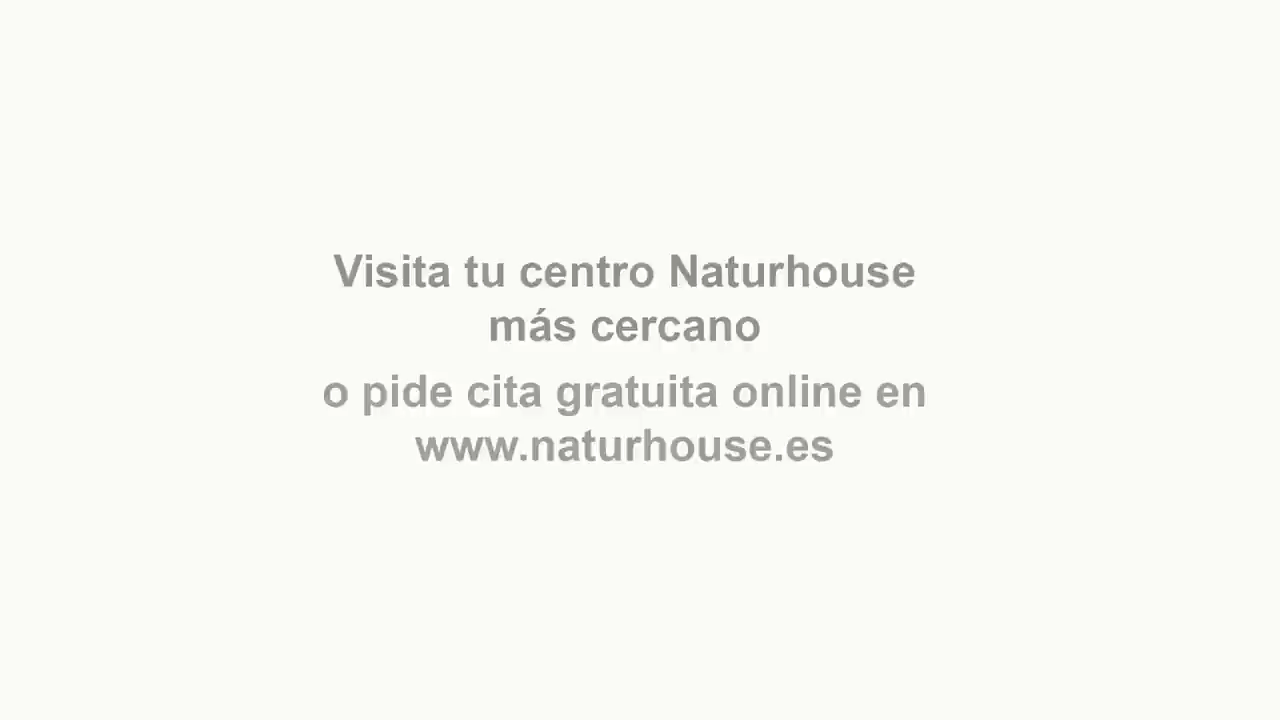 Visita tu centro Naturhouse
más cercano
o pide cita gratuita online en
www.naturhouse.es